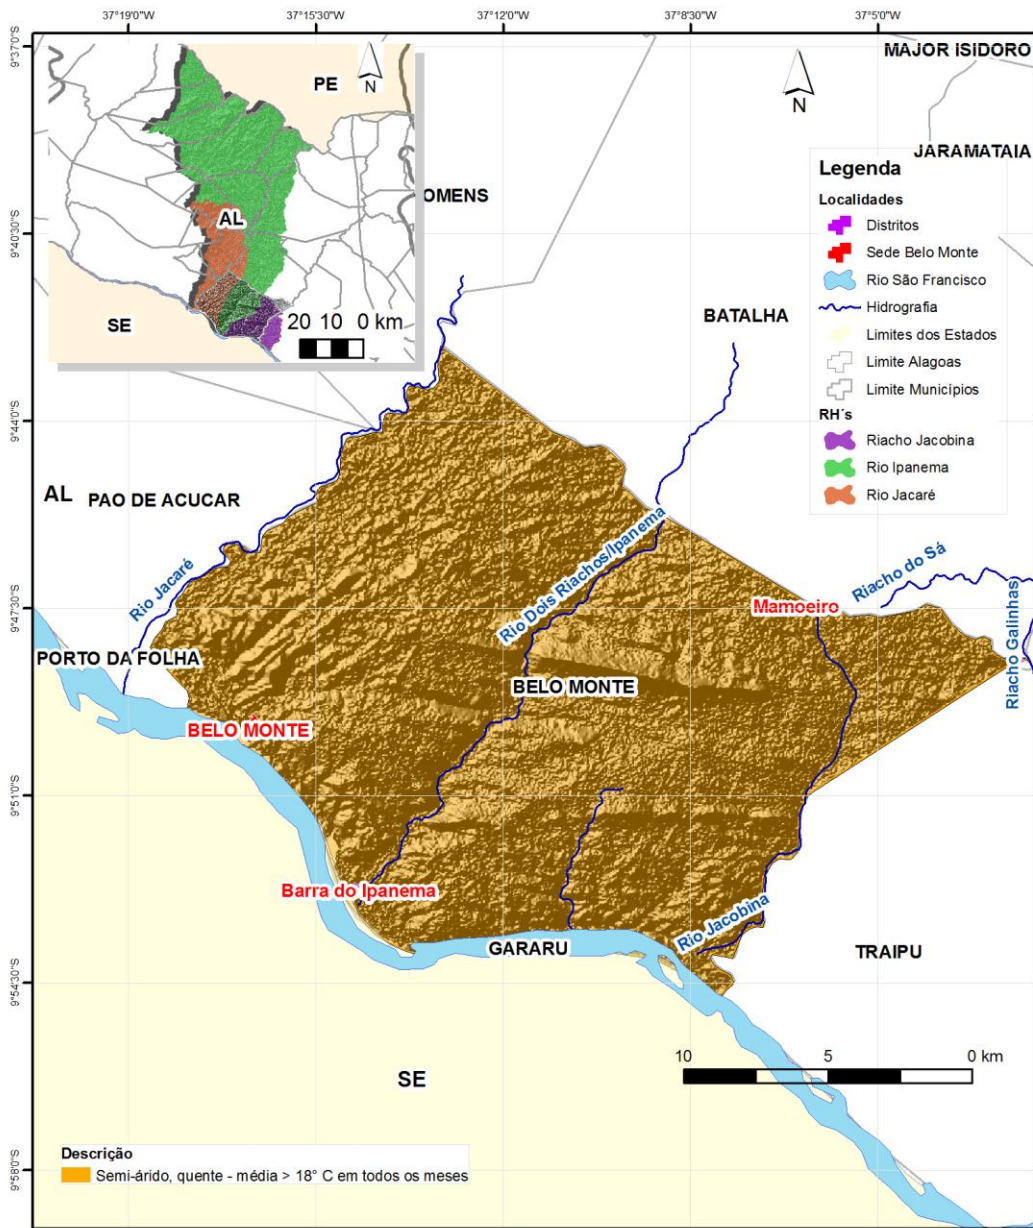 37°19'0"W
37°15'30"W
37°12'0"W
37°8'30"W
37°5'0"W
9°37'0"S
9°40'30"S
9°44'0"S
9°47'30"S
9°51'0"S
9°54'30"S
9°58'0"S
PE
N
AL
SE
20 10 0 km
N
MAJOR ISIDORO
JARAMATAIA
OMENS
BATALHA
Legenda
Localidades
Distritos
Sede Belo Monte
Rio São Francisco
Hidrografia
Limites dos Estados
Limite Alagoas
Limite Municípios
RH´s
Riacho Jacobina
Rio Ipanema
Rio Jacaré
AL
PAO DE ACUCAR
Rio Jacaré
Rio Dois Riachos/Ipanema
Riacho do Sá
Mamoeiro
Riacho Galinhas
PORTO DA FOLHA
BELO MONTE
BELO MONTE
Barra do Ipanema
Rio Jacobina
GARARU
TRAIPU
10 5 0 km
SE
Descrição
Semi-árido, quente - média > 18° C em todos os meses